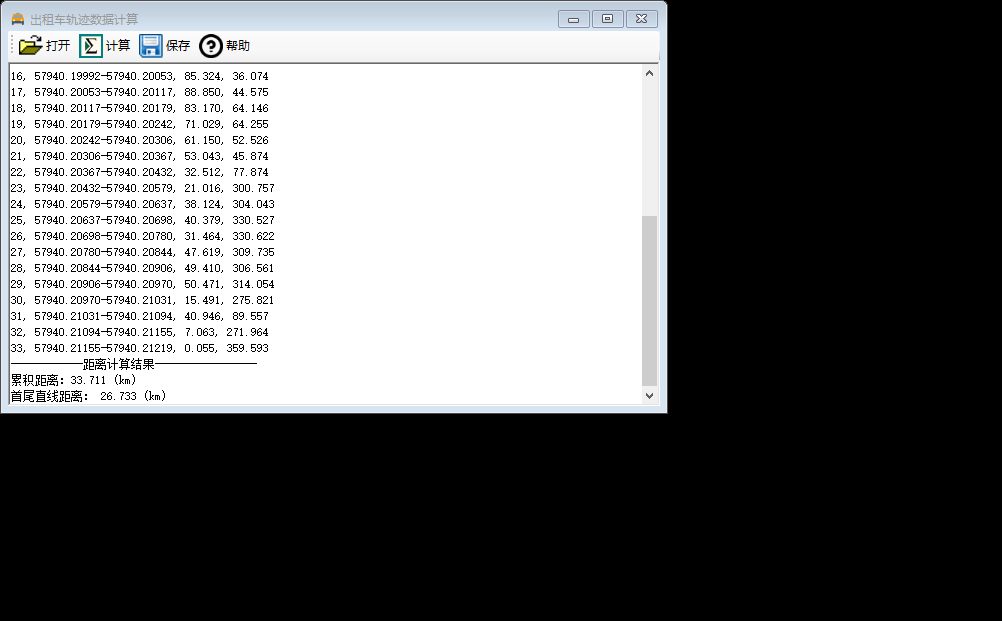 出租车轨迹数据计算
打开 计算 保存 帮助
16, 57940.19992-57940.20053, 85.324, 36.074
17, 57940.20053-57940.20117, 88.850, 44.575
18, 57940.20117-57940.20179, 83.170, 64.146
19, 57940.20179-57940.20242, 71.029, 64.255
20, 57940.20242-57940.20306, 61.150, 52.526
21, 57940.20306-57940.20367, 53.043, 45.874
22, 57940.20367-57940.20432, 32.512, 77.874
23, 57940.20432-57940.20579, 21.016, 300.757
24, 57940.20579-57940.20637, 38.124, 304.043
25, 57940.20637-57940.20698, 40.379, 330.527
26, 57940.20698-57940.20780, 31.464, 330.622
27, 57940.20780-57940.20844, 47.619, 309.735
28, 57940.20844-57940.20906, 49.410, 306.561
29, 57940.20906-57940.20970, 50.471, 314.054
30, 57940.20970-57940.21031, 15.491, 275.821
31, 57940.21031-57940.21094, 40.946, 89.557
32, 57940.21094-57940.21155, 7.063, 271.964
33, 57940.21155-57940.21219, 0.055, 359.593
------------距离计算结果-----------------
累积距离：33.711 (km)
首尾直线距离： 26.733 (km)